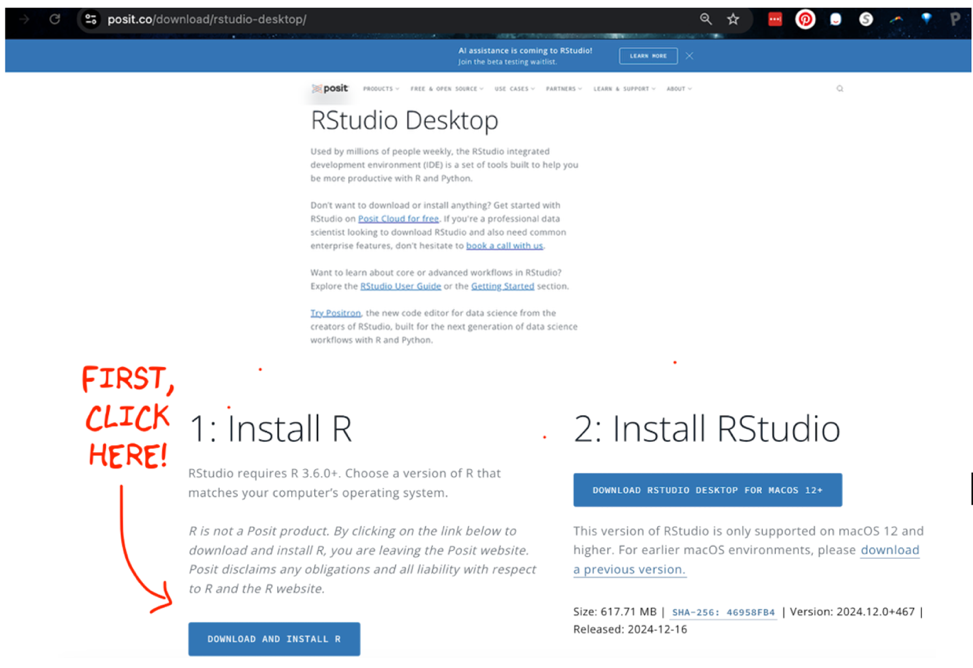 posit.co/download/rstudio-desktop/
AI assistance is coming to RStudio!
Join the beta testing waitlist.
LEARN MORE
posit
PRODUCTS
FREE & OPEN SOURCE
USE CASES
PARTNERS
LEARN & SUPPORT
ABOUT
RStudio Desktop
Used by millions of people weekly, the RStudio integrated
development environment (IDE) is a set of tools built to help you
be more productive with R and Python.
Don't want to download or install anything? Get started with
RStudio on Posit Cloud for free. If you're a professional data
scientist looking to download RStudio and also need common
enterprise features, don't hesitate to book a call with us.
Want to learn about core or advanced workflows in RStudio?
Explore the RStudio User Guide or the Getting Started section.
Try Positron, the new code editor for data science from the
creators of RStudio, built for the next generation of data science
workflows with R and Python.
FIRST,
CLICK
HERE!
1: Install R
RStudio requires R 3.6.0+. Choose a version of R that
matches your computer's operating system.
R is not a Posit product. By clicking on the link below to
download and install R, you are leaving the Posit website.
Posit disclaims any obligations and all liability with respect
to R and the R website.
DOWNLOAD AND INSTALL R
2: Install RStudio
DOWNLOAD RSTUDIO DESKTOP FOR MACOS 12+
This version of RStudio is only supported on macOS 12 and
higher. For earlier macOS environments, please download
a previous version.
Size: 617.71 MB | SHA-256: 46958FB4 | Version: 2024.12.0+467 |
Released: 2024-12-16